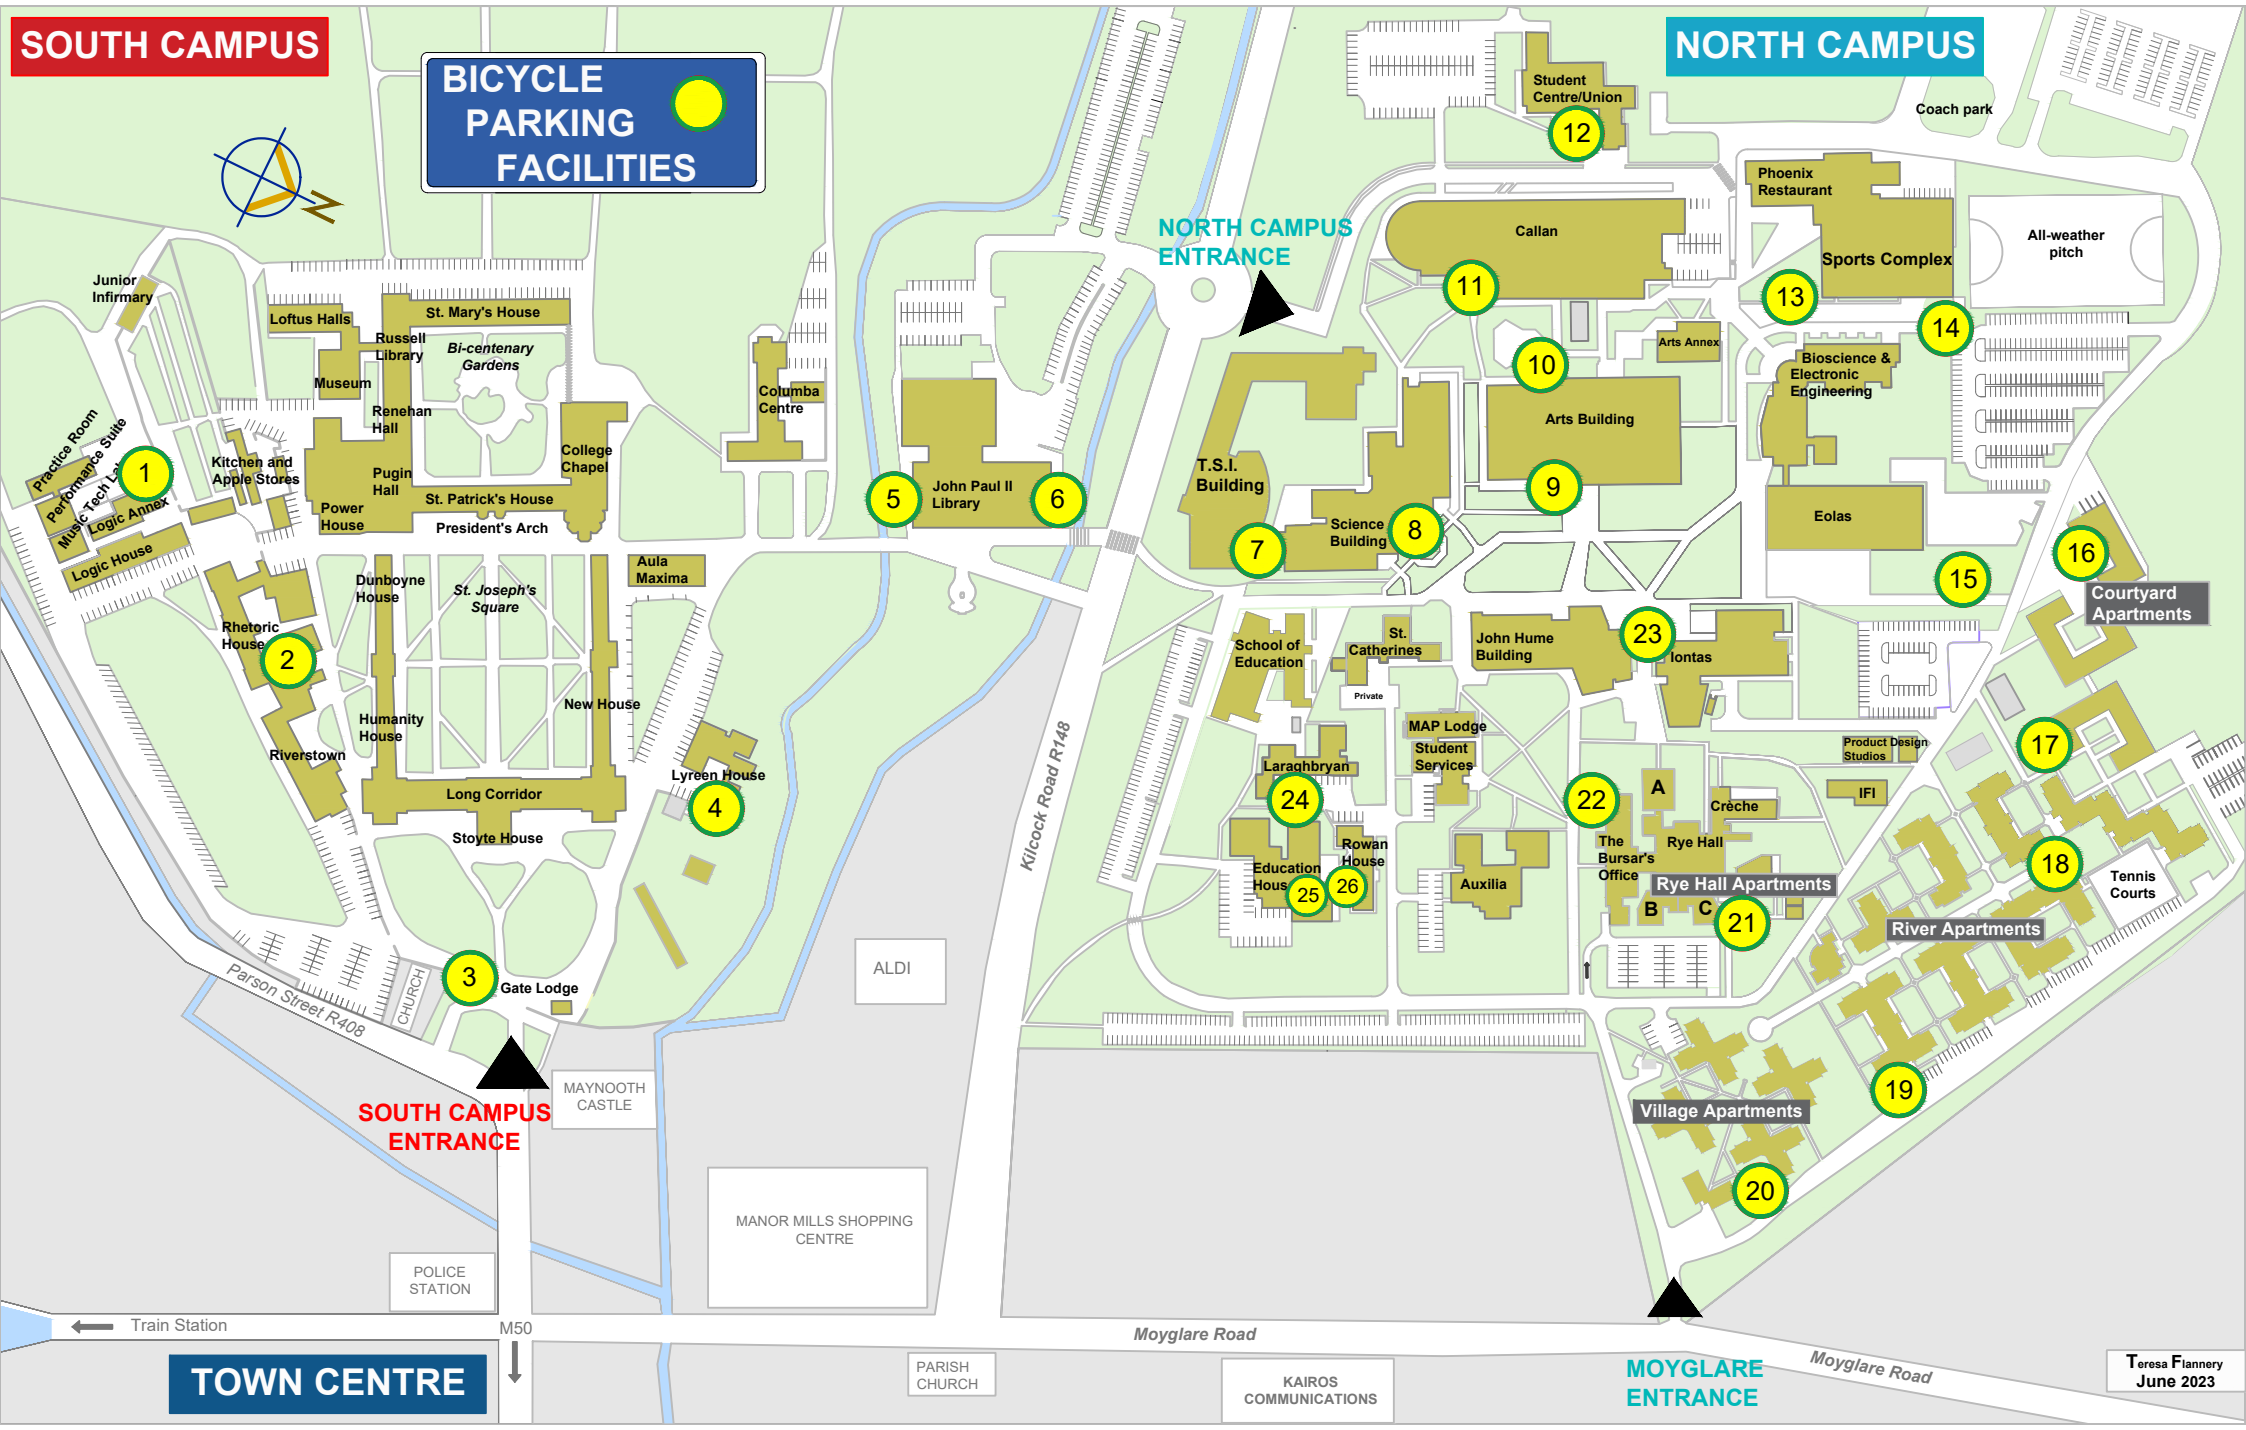 SOUTH CAMPUS
BICYCLE
PARKING
FACILITIES
NORTH CAMPUS
N
Student
Centre/Union
12
Coach park
Phoenix
Restaurant
Sports Complex
All-weather
pitch
NORTH CAMPUS
ENTRANCE
Callan
11
13
14
10
Arts Annex
Bioscience &
Electronic
Engineering
Junior
Infirmary
Loftus Halls
St. Mary's House
Russell
Library
Bi-centenary
Gardens
Museum
Renehan
Hall
Columba
Centre
College
Chapel
Practice Room
Performance Suite
Music Tech
1
Logic Annex
Logic House
Kitchen and
Apple Stores
Pugin
Hall
Power
House
St. Patrick's House
President's Arch
5
John Paul II
Library
6
T.S.I.
Building
7
Science
Building
8
Arts Building
9
Eolas
15
16
Courtyard
Apartments
Dunboyne
House
St. Joseph's
Square
Aula
Maxima
Rhetoric
House
2
Humanity
House
New House
Riverstown
Long Corridor
Stoyte House
Lyreen House
4
School of
Education
St.
Catherines
Private
John Hume
Building
23
Iontas
MAP Lodge
Student
Services
Laraghbryan
24
Education
Hous
25
Rowan
House
26
Auxilia
22
The
Bursar's
Office
A
Crèche
Rye Hall
Rye Hall Apartments
B
C
21
Product Design
Studios
IFI
17
18
Tennis
Courts
River Apartments
19
Village Apartments
20
Kilcock Road R148
3
Gate Lodge
CHURCH
Parson Street R408
SOUTH CAMPUS
ENTRANCE
MAYNOOTH
CASTLE
ALDI
MANOR MILLS SHOPPING
CENTRE
POLICE
STATION
Train Station
M50
Moyglare Road
TOWN CENTRE
PARISH
CHURCH
KAIROS
COMMUNICATIONS
MOYGLARE
ENTRANCE
Moyglare Road
Teresa Flannery
June 2023